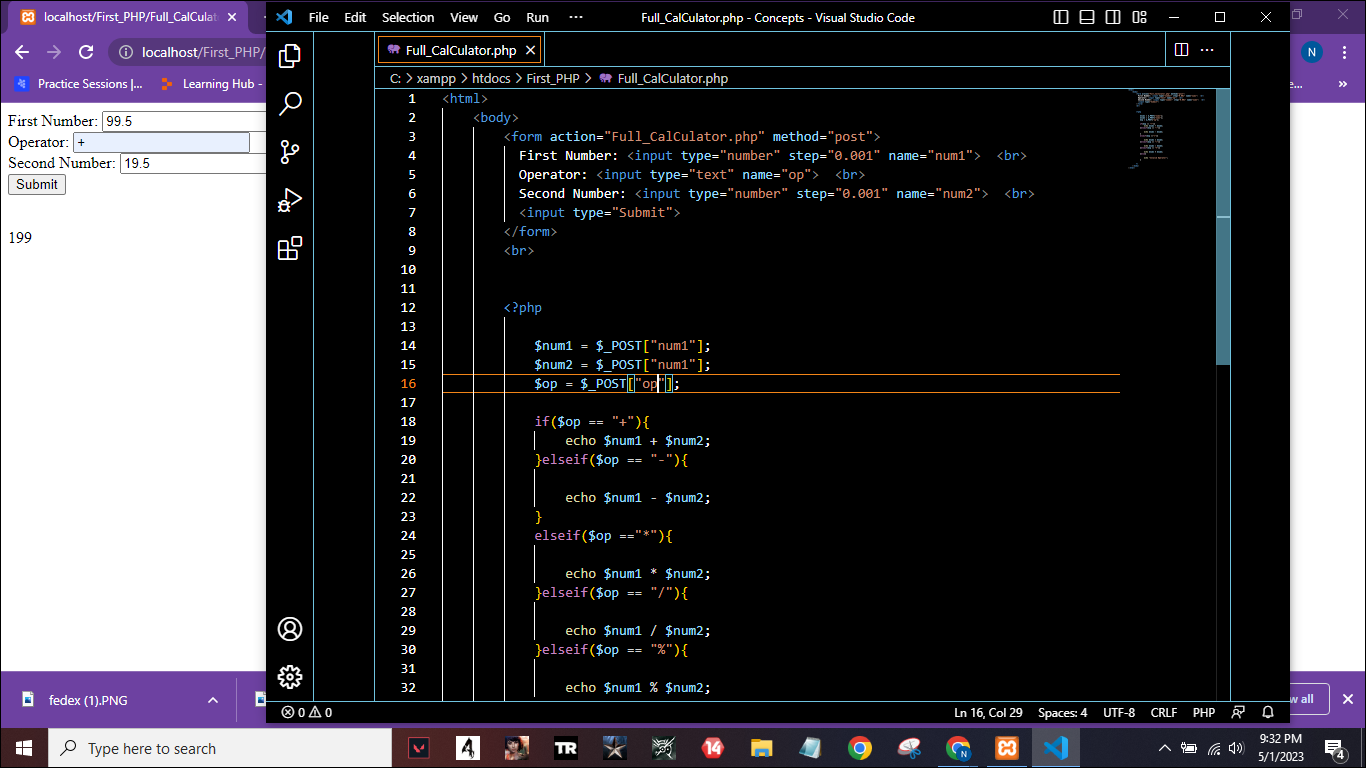 localhost/First_PHP/Full_CalCulat
localhost/First_PHP/
Practice Sessions |...
Learning Hub -
First Number: 99.5
Operator: +
Second Number: 19.5
Submit
199
File Edit Selection View Go Run ···
Full_CalCulator.php - Concepts - Visual Studio Code
N
Full_CalCulator.php
C: > xampp > htdocs > First_PHP > Full_CalCulator.php
1 <html>
2 <body>
3 <form action="Full_CalCulator.php" method="post">
4 First Number: <input type="number" step="0.001" name="num1"> <br>
5 Operator: <input type="text" name="op"> <br>
6 Second Number: <input type="number" step="0.001" name="num2"> <br>
7 <input type="Submit">
8 </form>
9 <br>
10
11
12 <?php
13
14 $num1 = $_POST["num1"];
15 $num2 = $_POST["num1"];
16 $op = $_POST["op"];
17
18 if($op == "+"){
19 echo $num1 + $num2;
20 }elseif($op == "-"){
21
22 echo $num1 - $num2;
23 }
24 elseif($op =="*"){
25
26 echo $num1 * $num2;
27 }elseif($op == "/"){
28
29 echo $num1 / $num2;
30 }elseif($op == "%"){
31
32 echo $num1 % $num2;
0 0
Ln 16, Col 29 Spaces: 4 UTF-8 CRLF PHP
e...
»
fedex (1).PNG
w all
Type here to search
4
TR
14
N
9:32 PM
5/1/2023
4